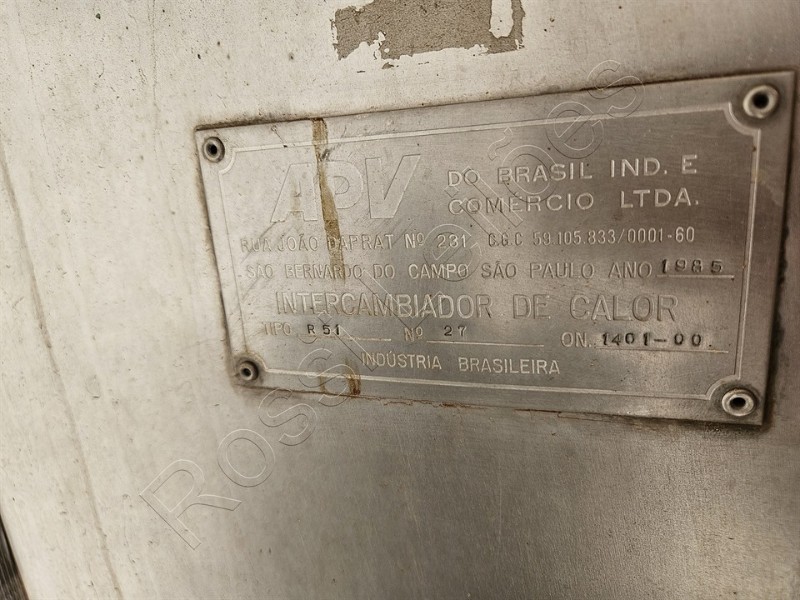 APV DO BRASIL IND. E
COMÉRCIO LTDA.
RUA JOÃO DAPRAT Nº 231 C.G.C 59.105.833/0001-60
SÃO BERNARDO DO CAMPO SÃO PAULO ANO 1985
INTERCAMBIADOR DE CALOR
TIPO R51 Nº 27 ON. 1401-00.
INDÚSTRIA BRASILEIRA